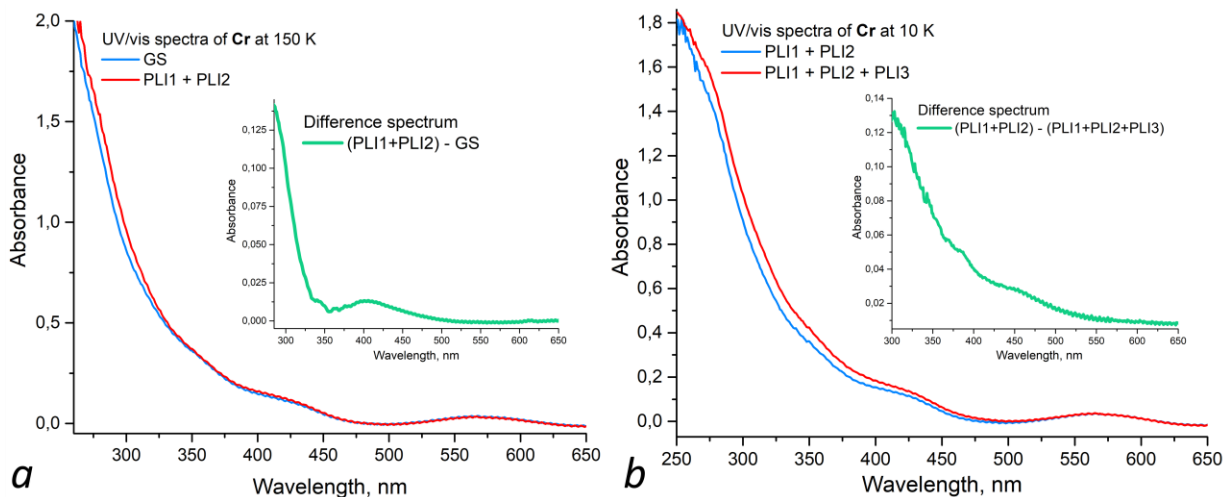 2,0
1,5
1,0
0,5
0,0
Absorbance
UV/vis spectra of Cr at 150 K
GS
PLI1 + PLI2
0,125
0,100
0,075
0,050
0,025
0,000
Absorbance
Difference spectrum
(PLI1+PLI2) - GS
300 350 400 450 500 550 600 650
Wavelength, nm
300 350 400 450 500 550 600 650
Wavelength, nm
a
1,8
1,6
1,4
1,2
1,0
0,8
0,6
0,4
0,2
0,0
Absorbance
UV/vis spectra of Cr at 10 K
PLI1 + PLI2
PLI1 + PLI2 + PLI3
0,14
0,12
0,10
0,08
0,06
0,04
0,02
Absorbance
Difference spectrum
(PLI1+PLI2) - (PLI1+PLI2+PLI3)
300 350 400 450 500 550 600 650
Wavelength, nm
250 300 350 400 450 500 550 600 650
Wavelength, nm
b